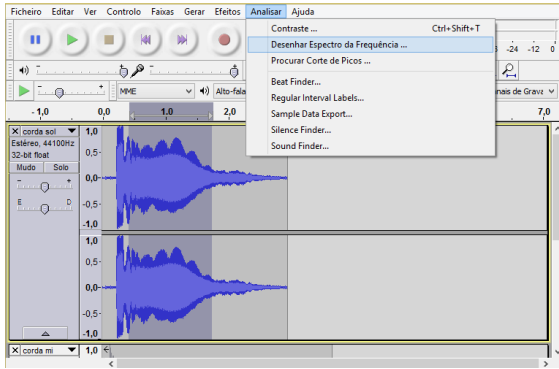 Ficheiro Editar Ver Controlo Faixas Gerar Efeitos Analisar Ajuda
Contraste ... Ctrl+Shift+T
Desenhar Espectro da Frequência ...
Procurar Corte de Picos ...
Beat Finder...
Regular Interval Labels...
Sample Data Export...
Silence Finder...
Sound Finder...
-24 -12 0
MME Alto-fala nais de Grava
- 1,0 0,0 1.0 2,0 7,0
X corda sol 1,0
Estéreo, 44100Hz
32-bit float 0,5-
Mudo Solo
- + 0,0-
E D -0,5-
-1,0
1,0
0,5-
0,0-
-0,5-
-1,0
X corda mi 1,0